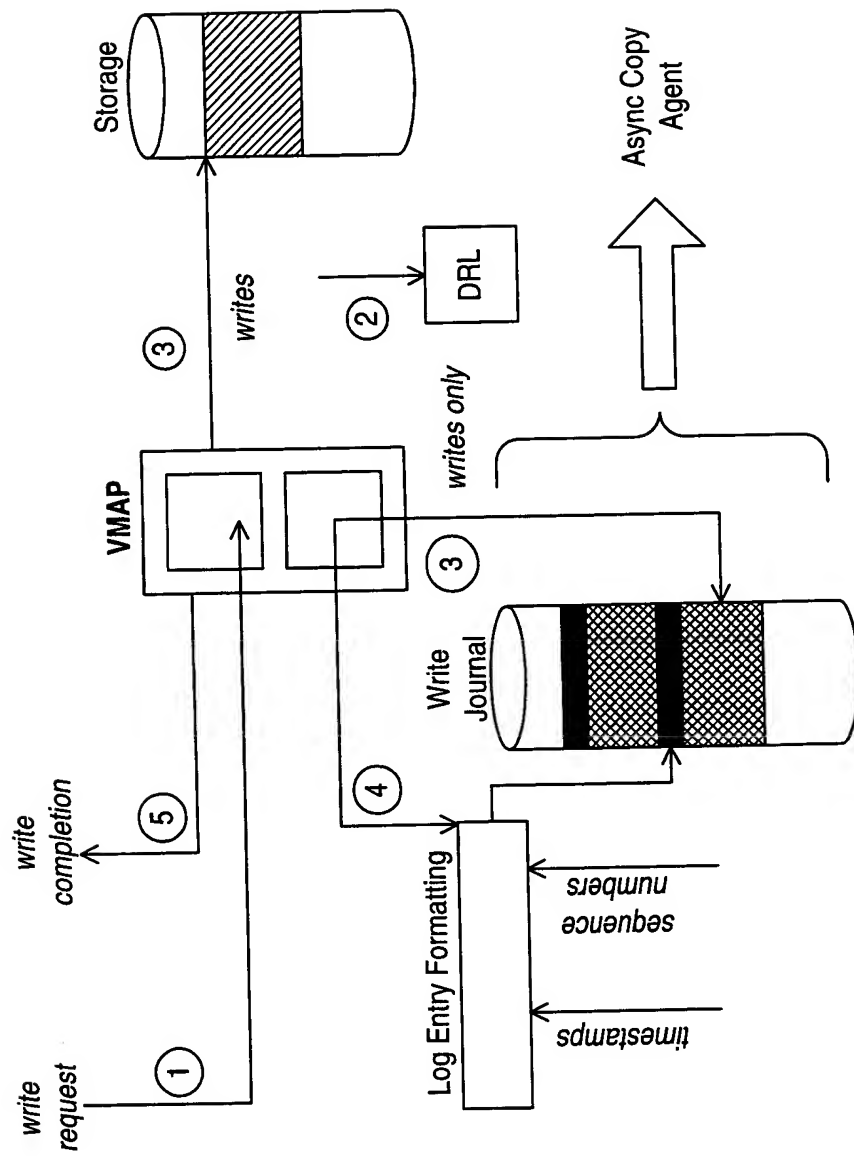 write
request
1
write
completion
5
VMAP
3
writes
Storage
2
DRL
4
3
writes only
Log Entry Formatting
timestamps
sequence
numbers
Write
Journal
Async Copy
Agent